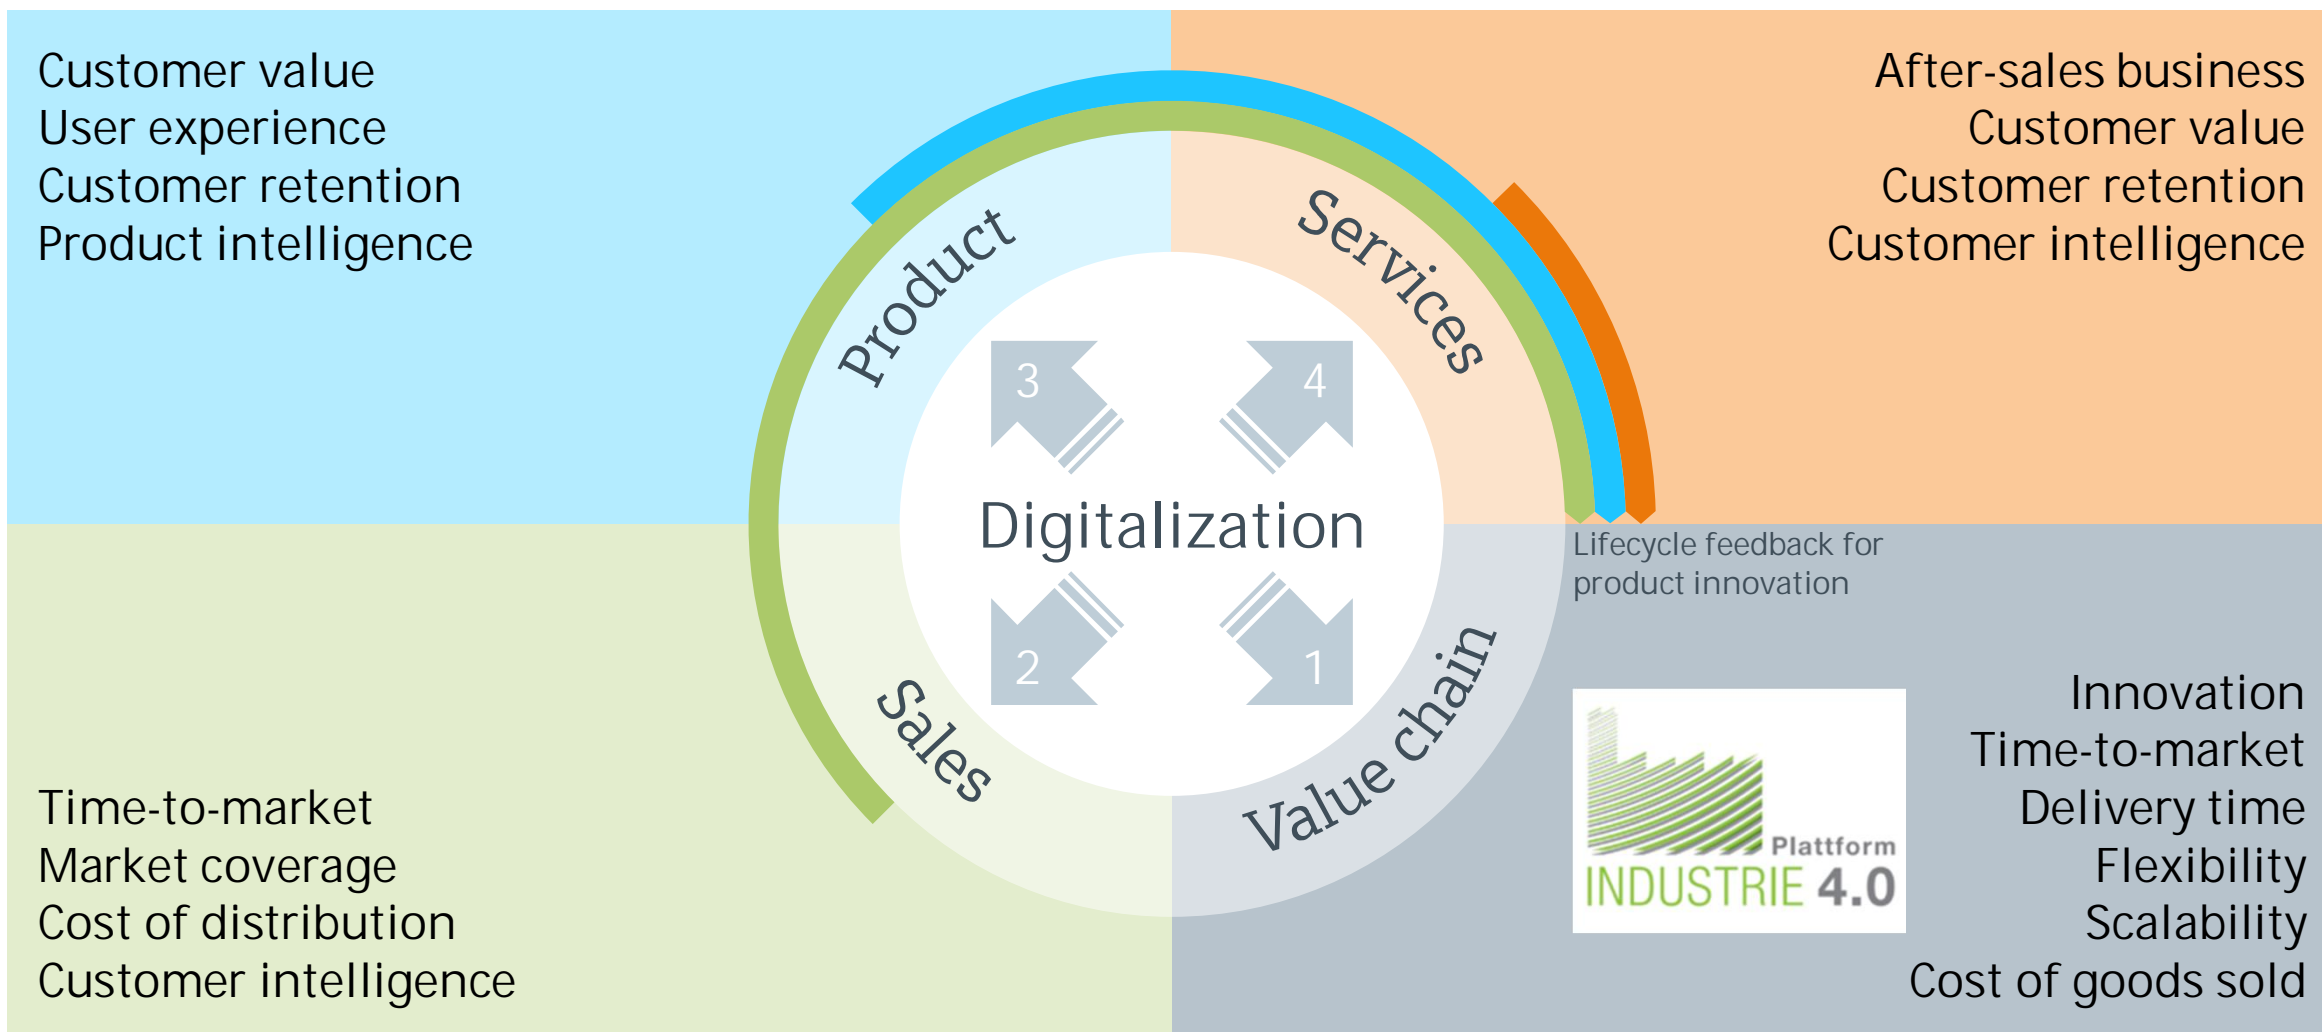 Customer value
User experience
Customer retention
Product intelligence
After-sales business
Customer value
Customer retention
Customer intelligence
Product
Services
3
4
Digitalization
2
1
Sales
Value chain
Lifecycle feedback for
product innovation
Time-to-market
Market coverage
Cost of distribution
Customer intelligence
Plattform
INDUSTRIE 4.0
Innovation
Time-to-market
Delivery time
Flexibility
Scalability
Cost of goods sold